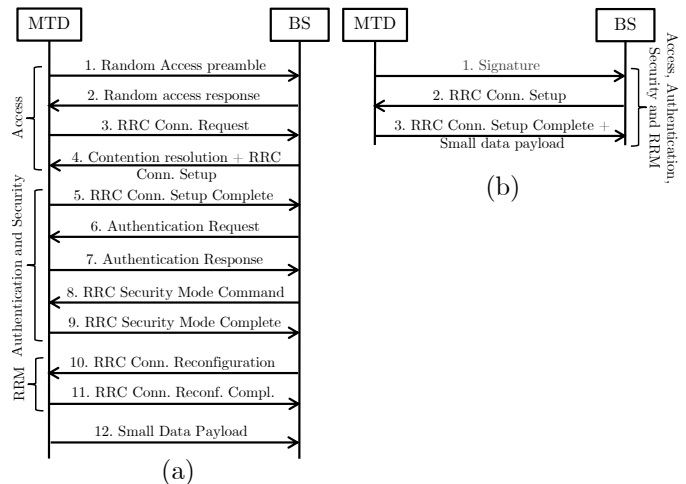 MTD
BS
1. Random Access preamble
2. Random access response
3. RRC Conn. Request
4. Contention resolution + RRC
Conn. Setup
5. RRC Conn. Setup Complete
6. Authentication Request
7. Authentication Response
8. RRC Security Mode Command
9. RRC Security Mode Complete
10. RRC Conn. Reconfiguration
11. RRC Conn. Reconf. Compl.
12. Small Data Payload
Access
Authentication and Security
RRM
(a)
MTD
BS
1. Signature
2. RRC Conn. Setup
3. RRC Conn. Setup Complete +
Small data payload
Access, Authentication,
Security and RRM
(b)